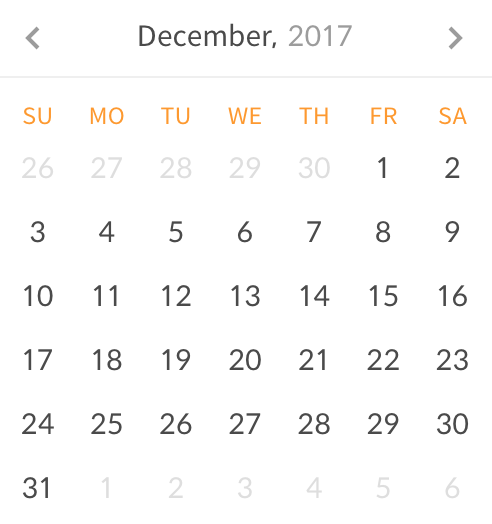 December, 2017
SU MO TU WE TH FR SA
26 27 28 29 30 1 2
3 4 5 6 7 8 9
10 11 12 13 14 15 16
17 18 19 20 21 22 23
24 25 26 27 28 29 30
31 1 2 3 4 5 6